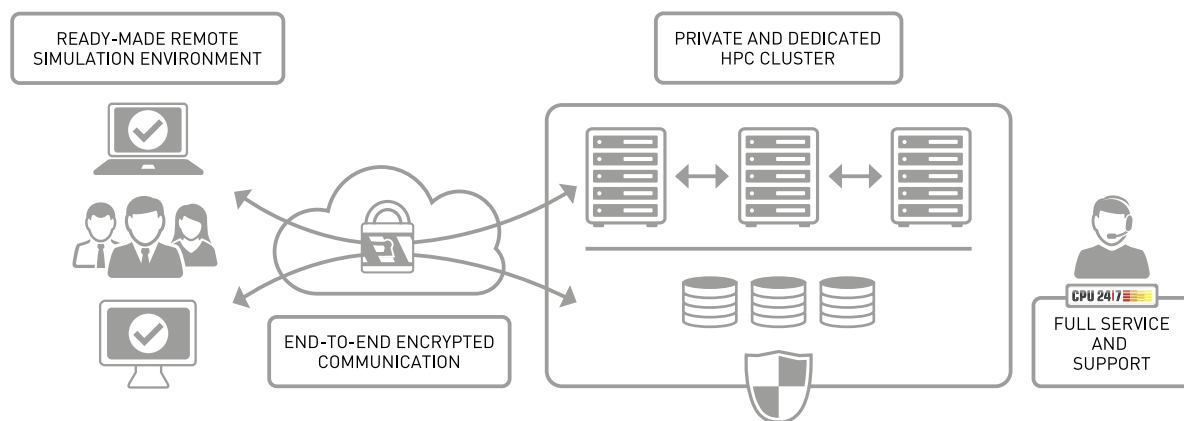 READY-MADE REMOTE
SIMULATION ENVIRONMENT
PRIVATE AND DEDICATED
HPC CLUSTER
END-TO-END ENCRYPTED
COMMUNICATION
CPU 24|7
FULL SERVICE
AND
SUPPORT